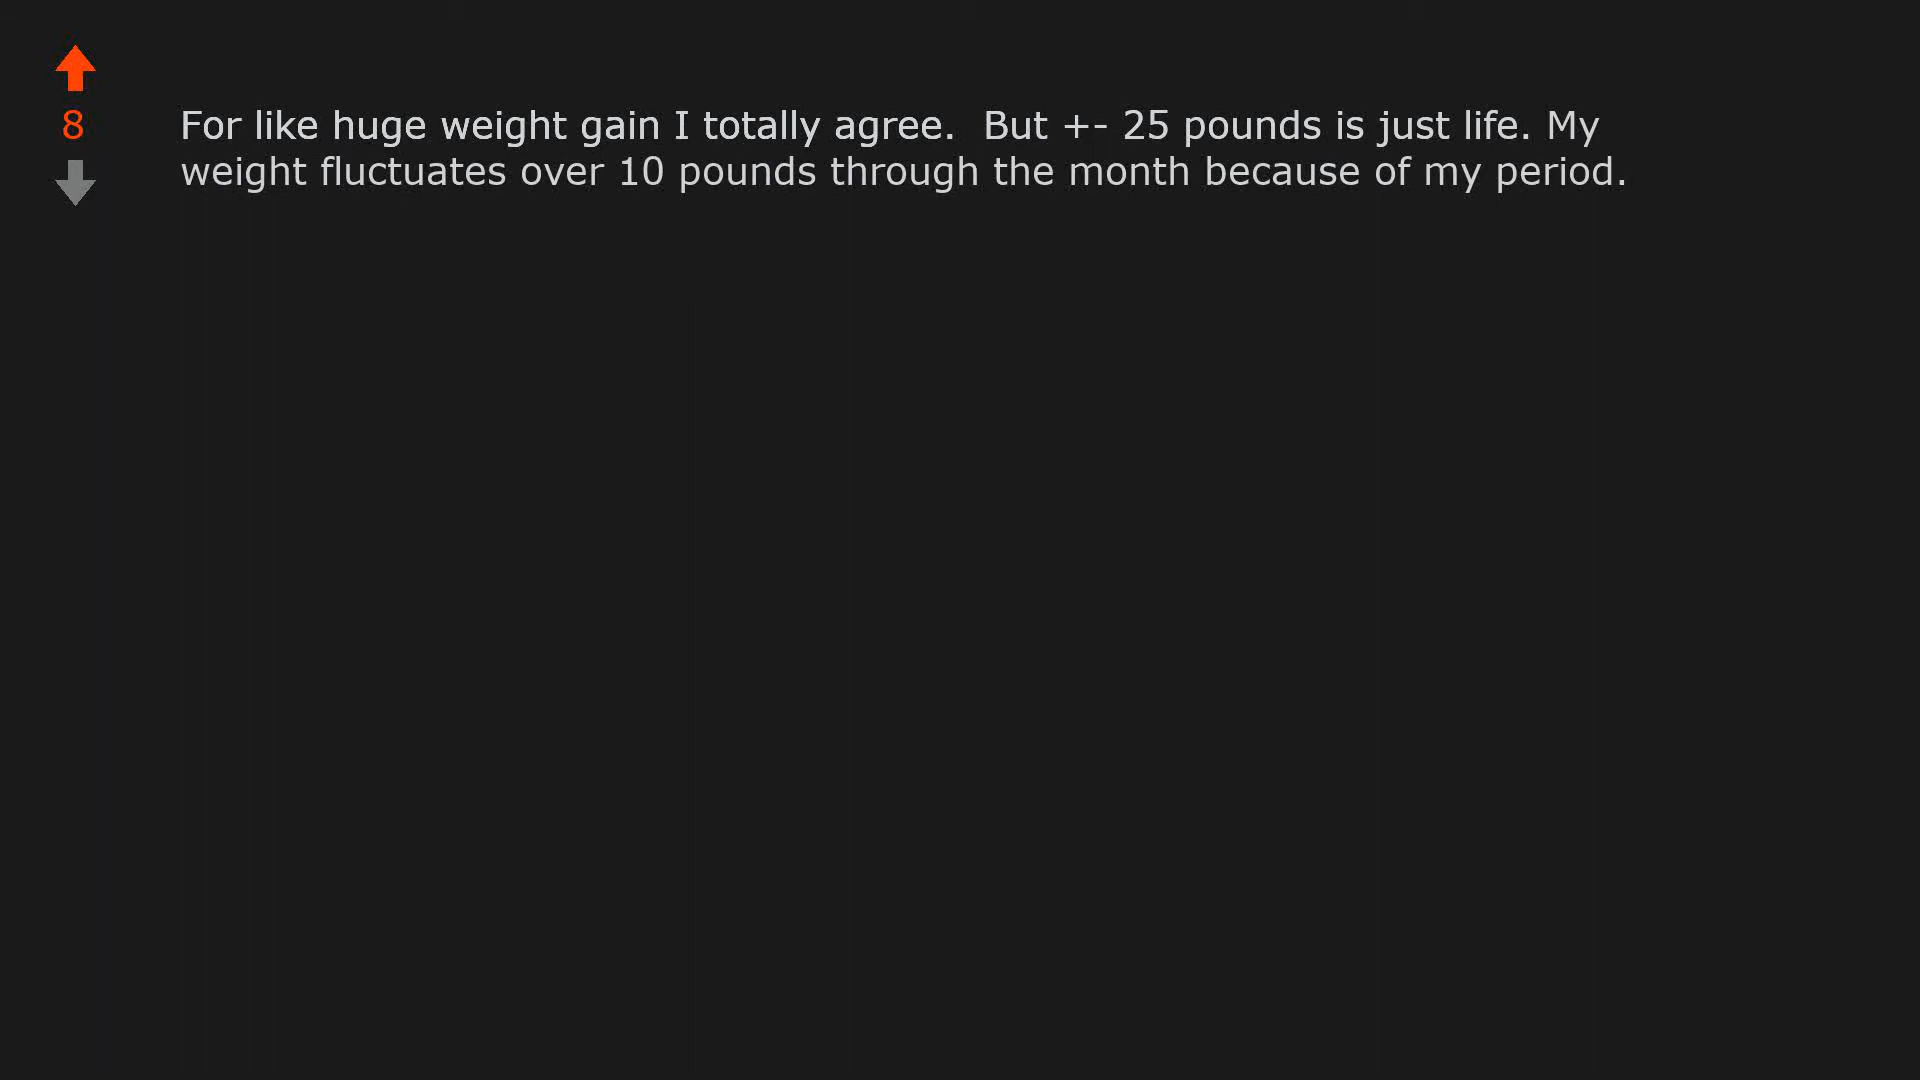 8
For like huge weight gain I totally agree.  But +- 25 pounds is just life. My
weight fluctuates over 10 pounds through the month because of my period.